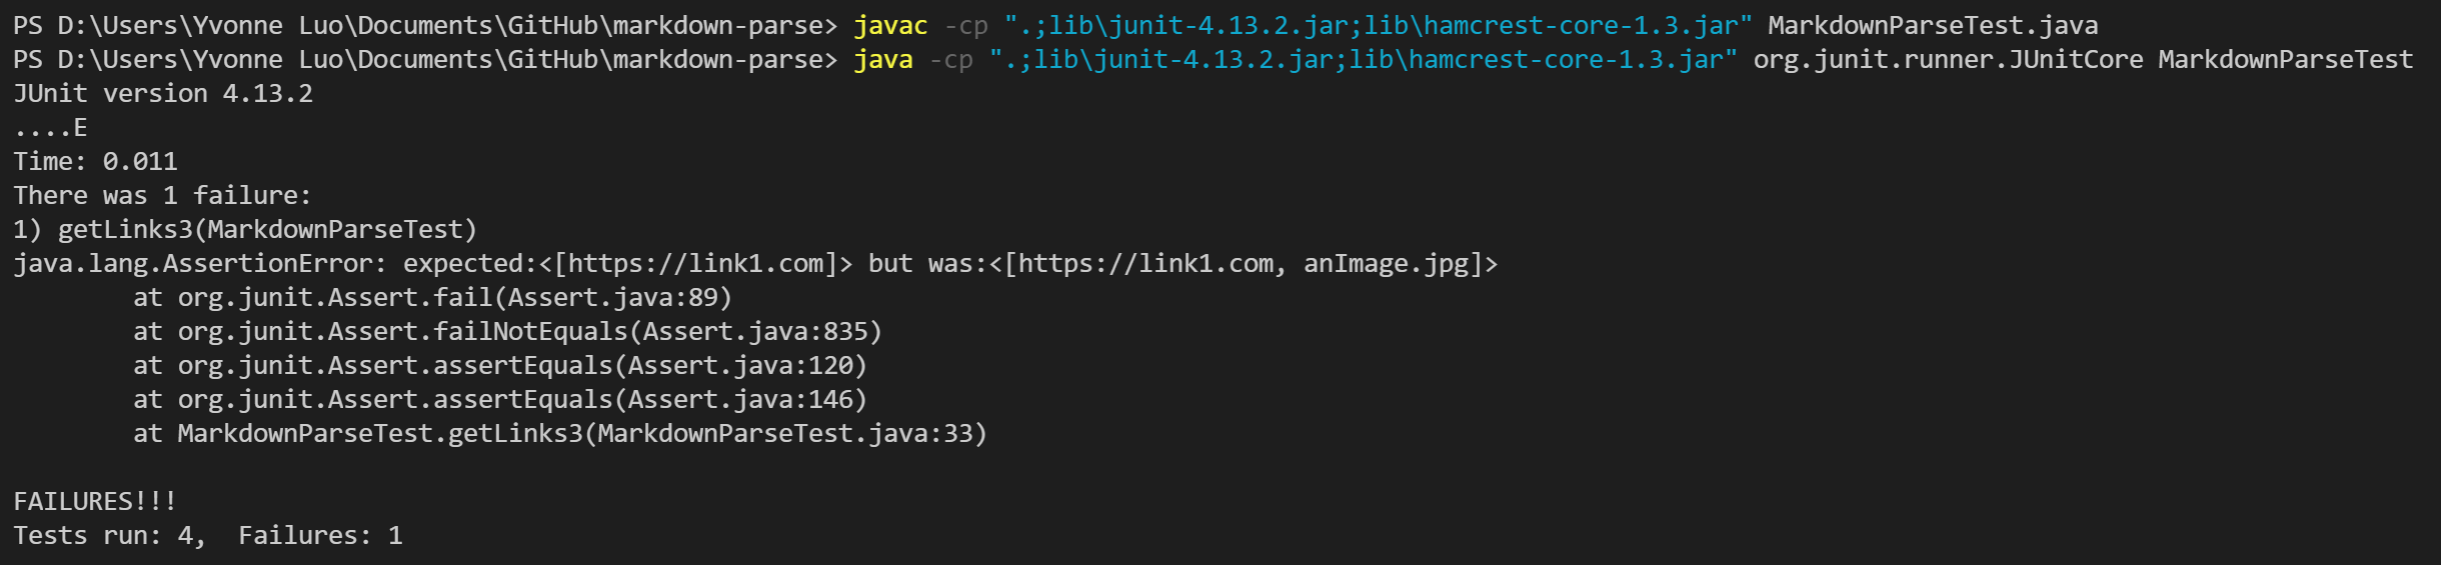 PS D:\Users\Yvonne Luo\Documents\GitHub\markdown-parse> javac -cp ".;lib\junit-4.13.2.jar;lib\hamcrest-core-1.3.jar" MarkdownParseTest.java
PS D:\Users\Yvonne Luo\Documents\GitHub\markdown-parse> java -cp ".;lib\junit-4.13.2.jar;lib\hamcrest-core-1.3.jar" org.junit.runner.JUnitCore MarkdownParseTest
JUnit version 4.13.2
....E
Time: 0.011
There was 1 failure:
1) getLinks3(MarkdownParseTest)
java.lang.AssertionError: expected:<[https://link1.com]> but was:<[https://link1.com, anImage.jpg]>
        at org.junit.Assert.fail(Assert.java:89)
        at org.junit.Assert.failNotEquals(Assert.java:835)
        at org.junit.Assert.assertEquals(Assert.java:120)
        at org.junit.Assert.assertEquals(Assert.java:146)
        at MarkdownParseTest.getLinks3(MarkdownParseTest.java:33)

FAILURES!!!
Tests run: 4,  Failures: 1